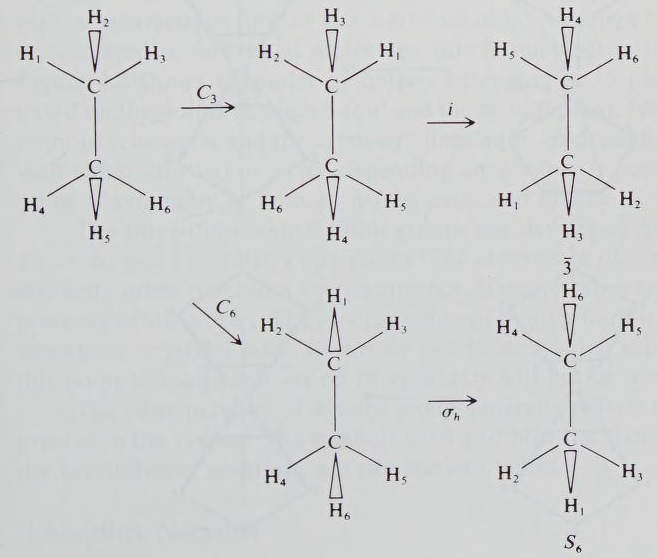 H₂ H₃ H₄
H₁ H₃ H₂ H₁ H₅ H₆
C C C
C₃ i
C C C
H₄ H₆ H₆ H₅ H₁ H₂
H₅ H₄ H₃
3̄
C₆ H₁ H₆
H₂ H₃ H₄ H₅
C C
σₕ
C C
H₄ H₅ H₂ H₃
H₆ H₁
S₆